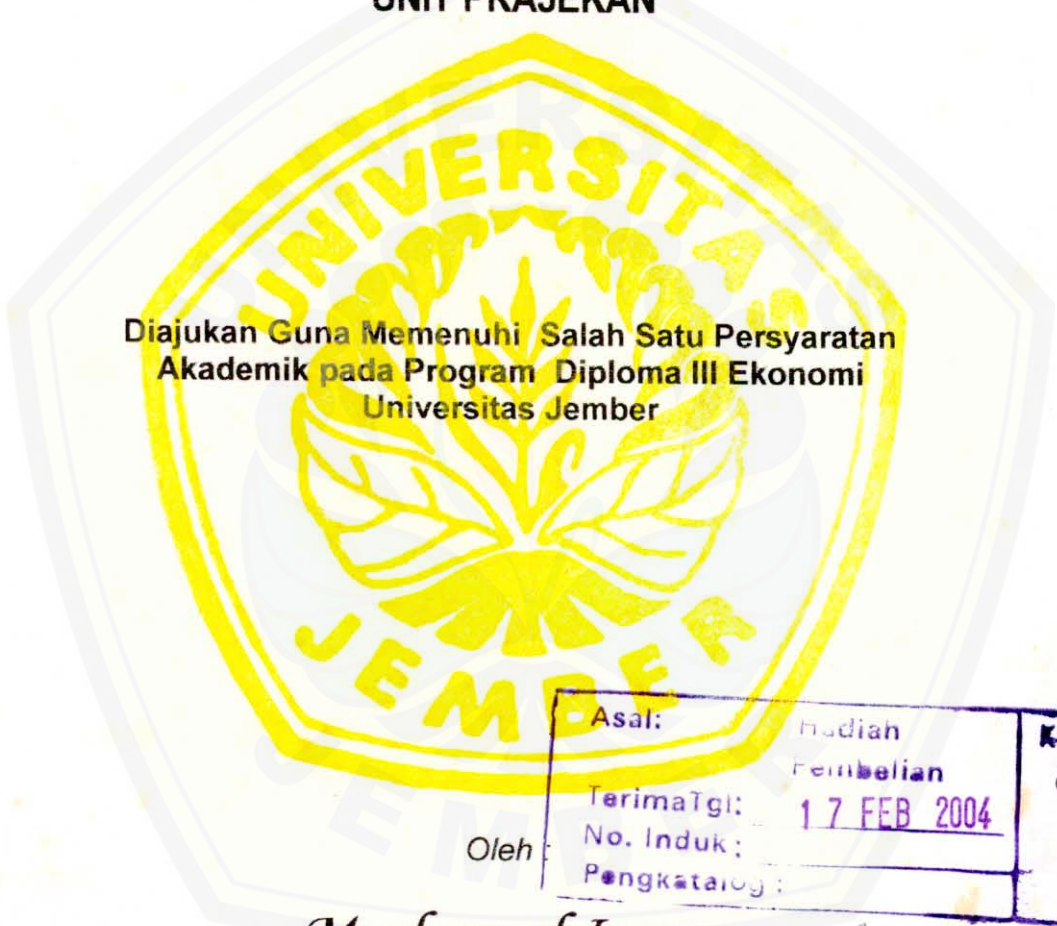 UNIT PRAJEKAN
UNIVERSITAS
Diajukan Guna Memenuhi Salah Satu Persyaratan
Akademik pada Program Diploma III Ekonomi
Universitas Jember
JEMBER
Asal: Hadiah
Pembelian
Terima Tgl: 17 FEB 2004
No. Induk :
Pengkatalog :
Oleh :